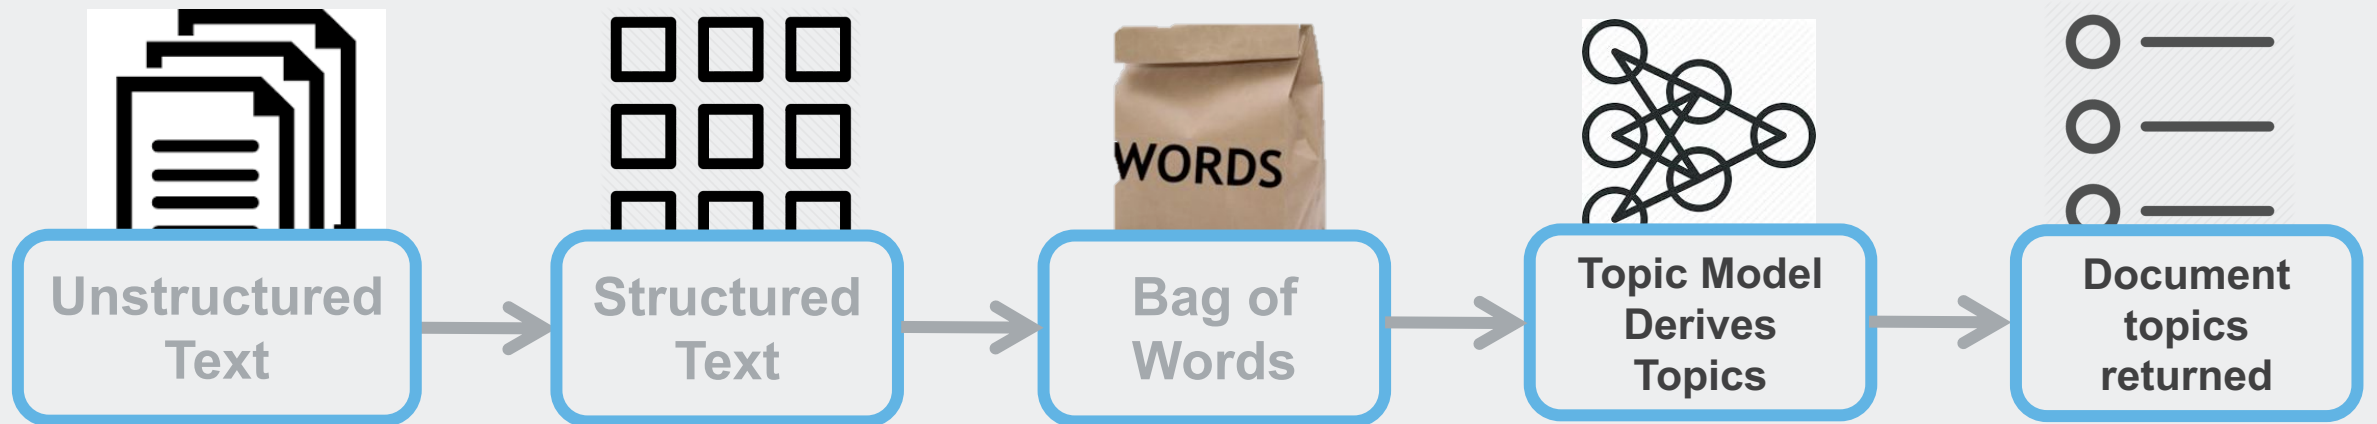 WORDS
Unstructured
Text
Structured
Text
Bag of
Words
Topic Model
Derives
Topics
Document
topics
returned